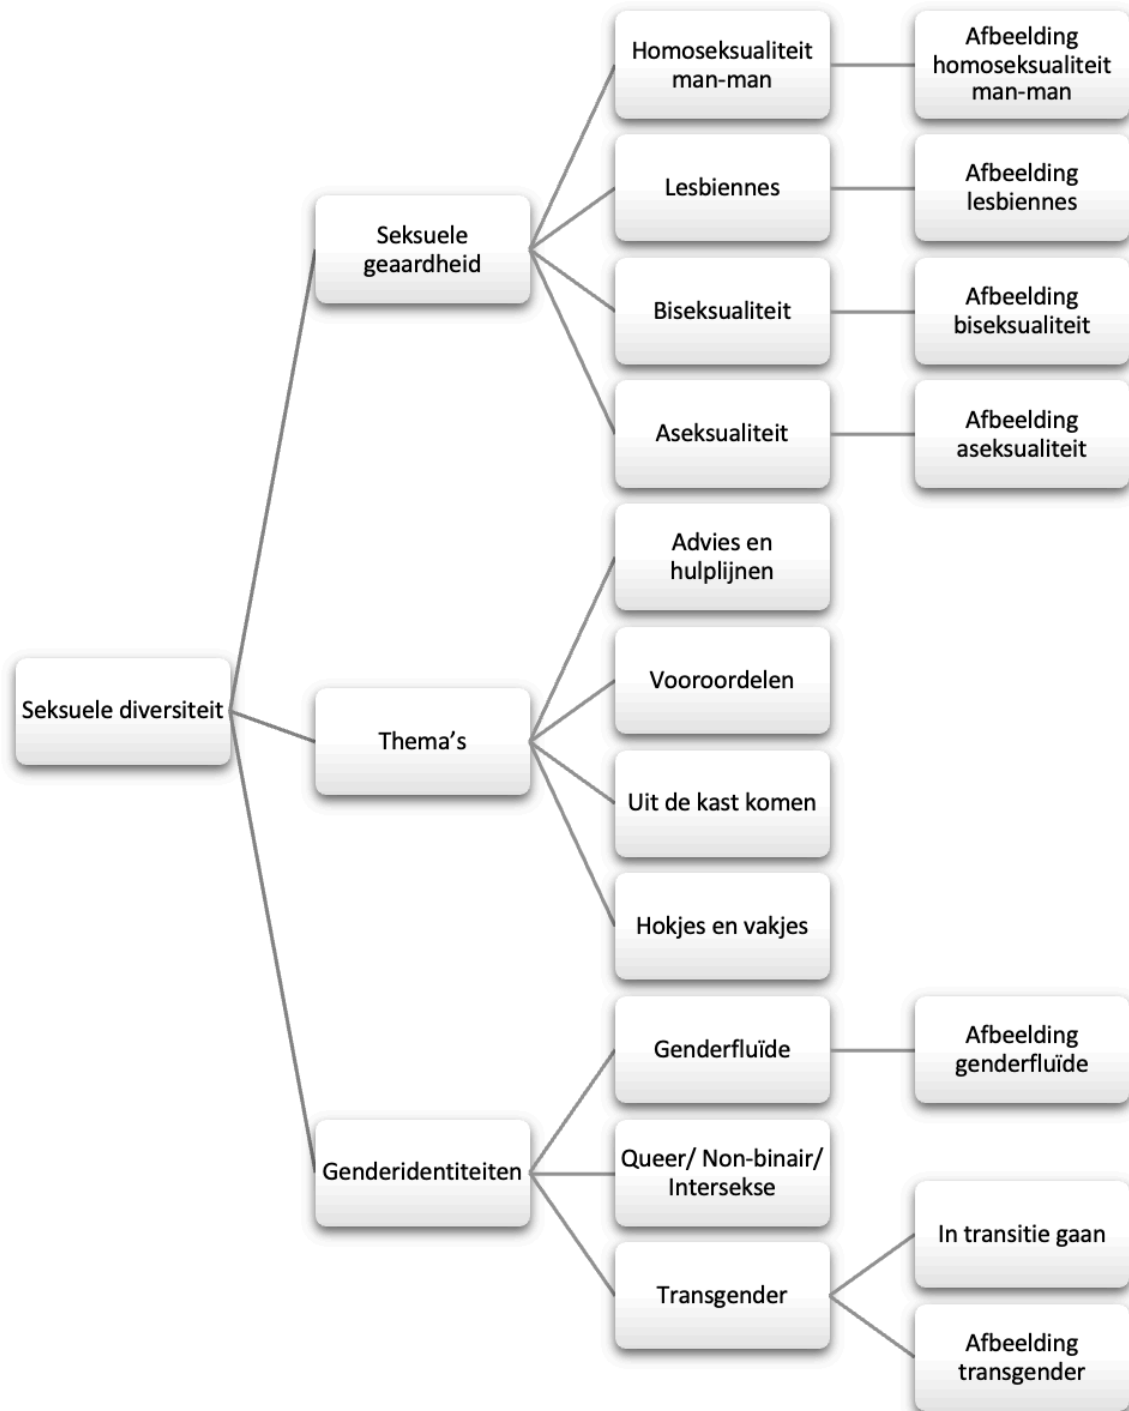 Homoseksualiteit
man-man
Afbeelding
homoseksualiteit
man-man
Lesbiennes
Afbeelding
lesbiennes
Seksuele
geaardheid
Biseksualiteit
Afbeelding
biseksualiteit
Aseksualiteit
Afbeelding
aseksualiteit
Advies en
hulplijnen
Vooroordelen
Seksuele diversiteit
Thema's
Uit de kast komen
Hokjes en vakjes
Genderfluïde
Afbeelding
genderfluïde
Genderidentiteiten
Queer/ Non-binair/
Intersekse
In transitie gaan
Transgender
Afbeelding
transgender